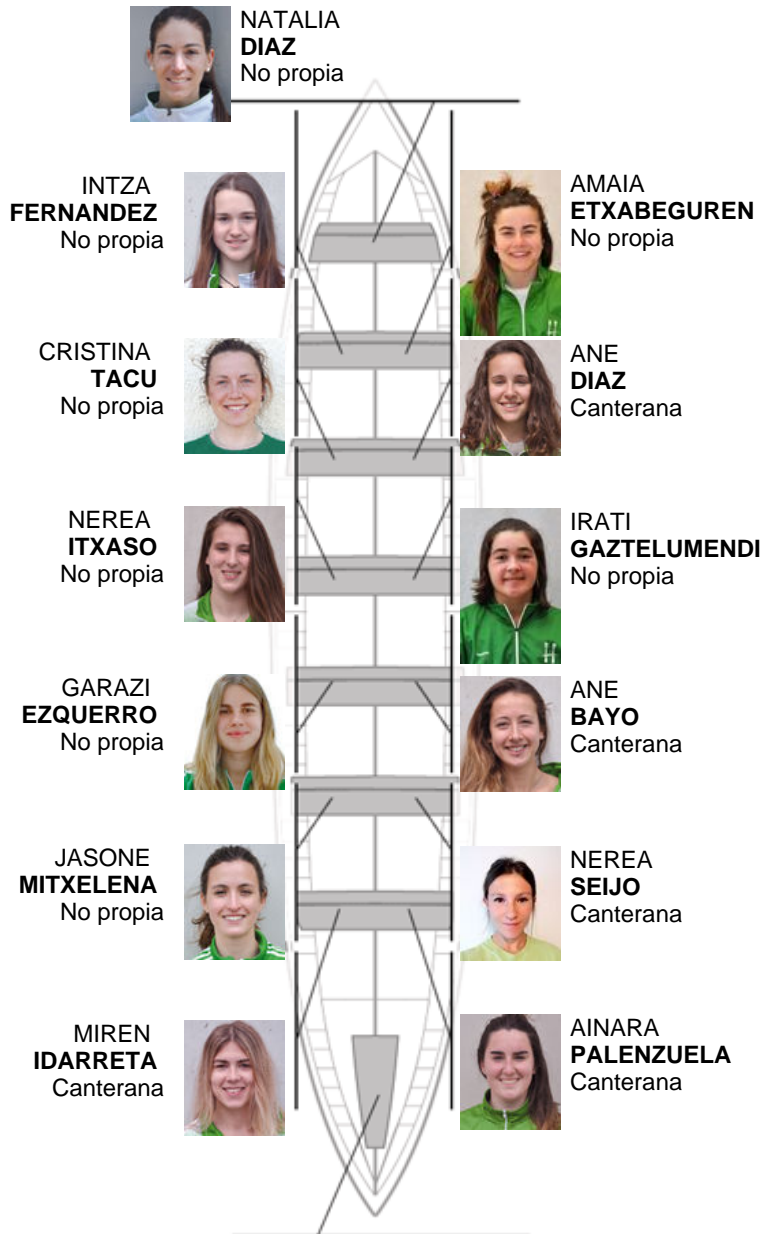 NATALIA
DIAZ
No propia
INTZA
FERNANDEZ
No propia
AMAIA
ETXABEGUREN
No propia
CRISTINA
TACU
No propia
ANE
DIAZ
Canterana
NEREA
ITXASO
No propia
IRATI
GAZTELUMENDI
No propia
GARAZI
EZQUERRO
No propia
ANE
BAYO
Canterana
JASONE
MITXELENA
No propia
NEREA
SEIJO
Canterana
MIREN
IDARRETA
Canterana
AINARA
PALENZUELA
Canterana